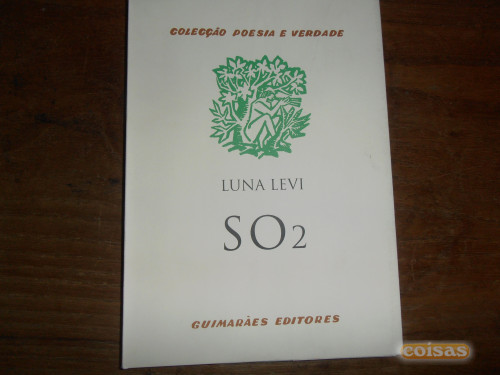 COLECÇÃO POESIA E VERDADE
LUNA LEVI
SO2
GUIMARÃES EDITORES
coisas